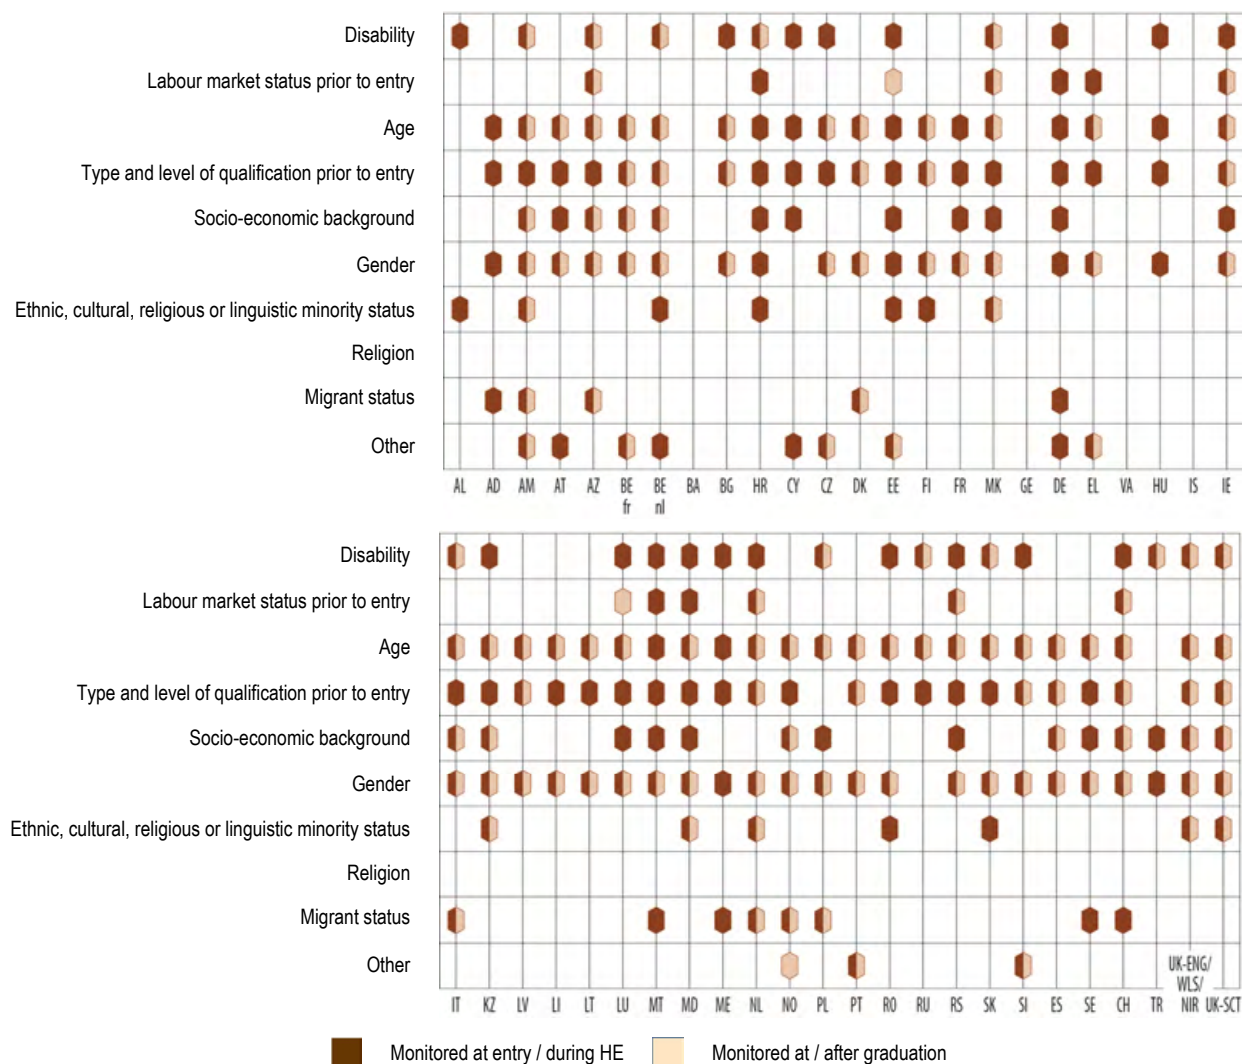 Disability
Labour market status prior to entry
Age
Type and level of qualification prior to entry
Socio-economic background
Gender
Ethnic, cultural, religious or linguistic minority status
Religion
Migrant status
Other
AL AD AM AT AZ BE fr BE nl BA BG HR CY CZ DK EE FI FR MK GE DE EL VA HU IS IE
Disability
Labour market status prior to entry
Age
Type and level of qualification prior to entry
Socio-economic background
Gender
Ethnic, cultural, religious or linguistic minority status
Religion
Migrant status
Other
IT KZ LV LI LT LU MT MD ME NL NO PL PT RO RU RS SK SI ES SE CH TR UK-ENG/ WLS/ NIR UK-SCT
Monitored at entry / during HE Monitored at / after graduation